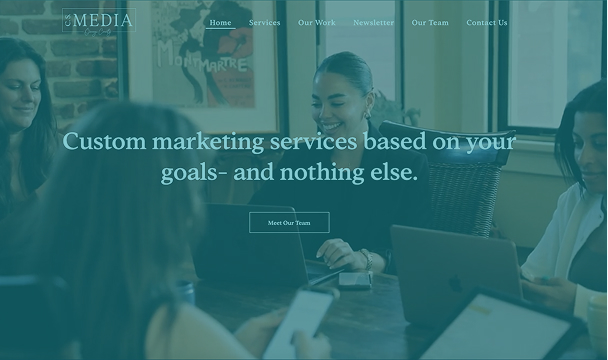 CS MEDIA
Home Services Our Work Newsletter Our Team Contact Us
MONTMARTRE
Custom marketing services based on your
goals- and nothing else.
Meet Our Team